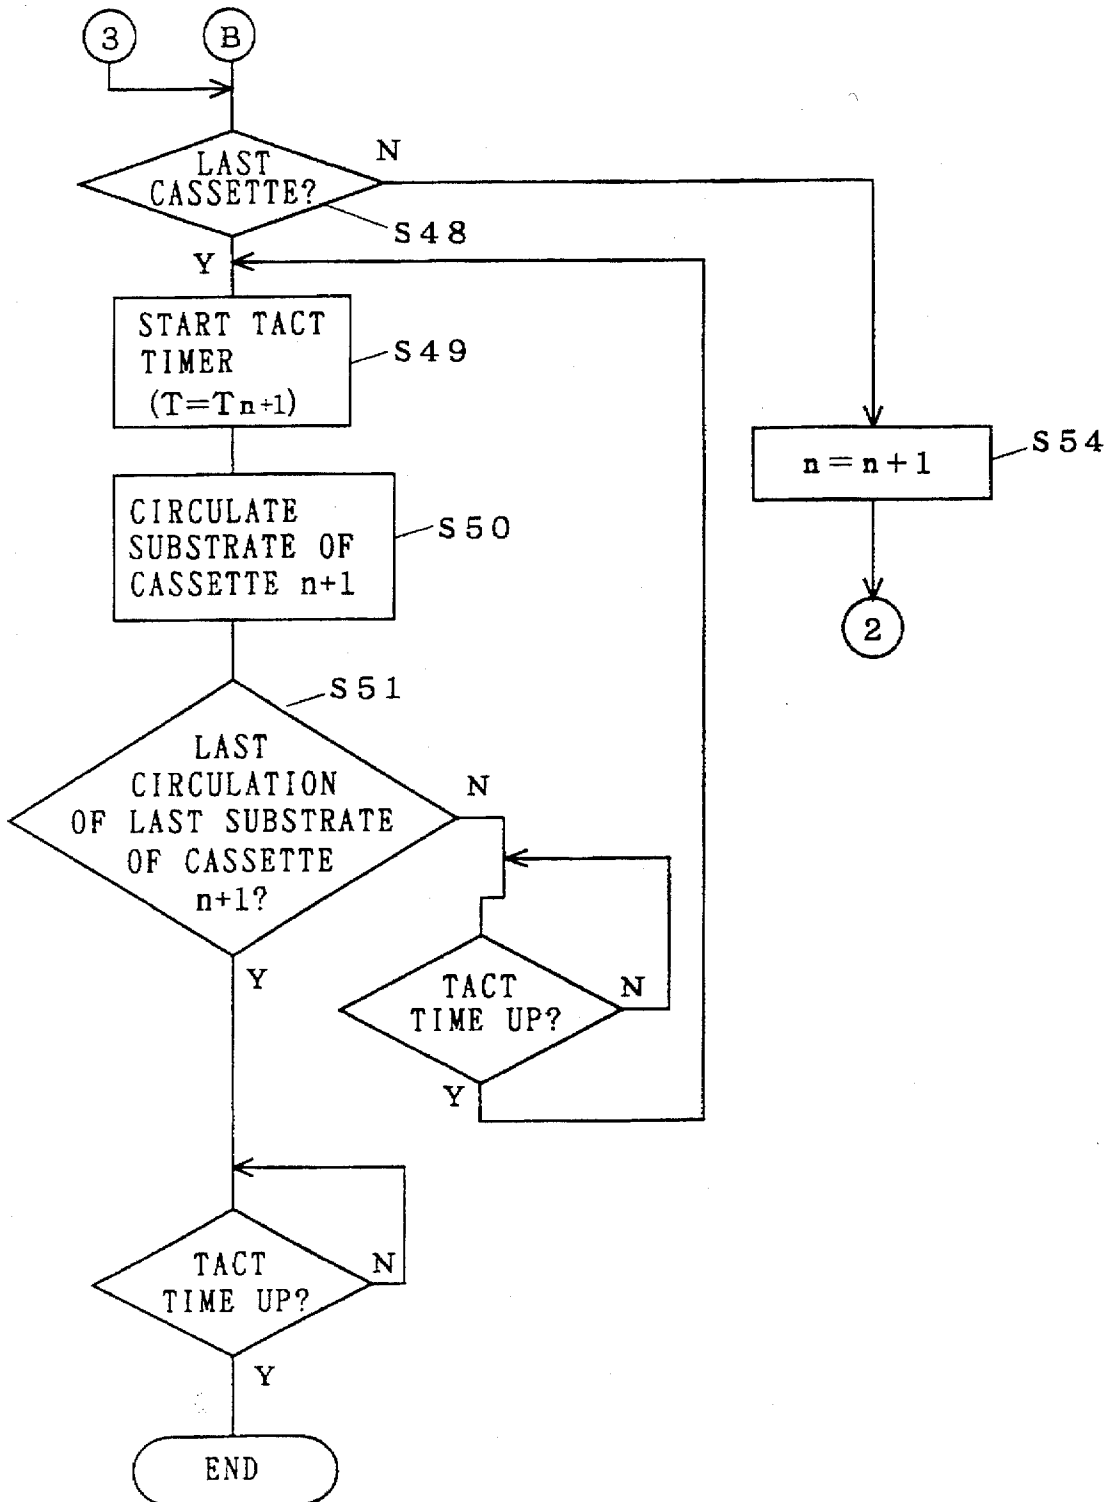 3
B
LAST
CASSETTE?
N
S48
Y
START TACT
TIMER
(T=Tn+1)
S49
n=n+1
S54
CIRCULATE
SUBSTRATE OF
CASSETTE n+1
S50
2
S51
LAST
CIRCULATION
OF LAST SUBSTRATE
OF CASSETTE
n+1?
N
Y
TACT
TIME UP?
N
Y
TACT
TIME UP?
N
Y
END